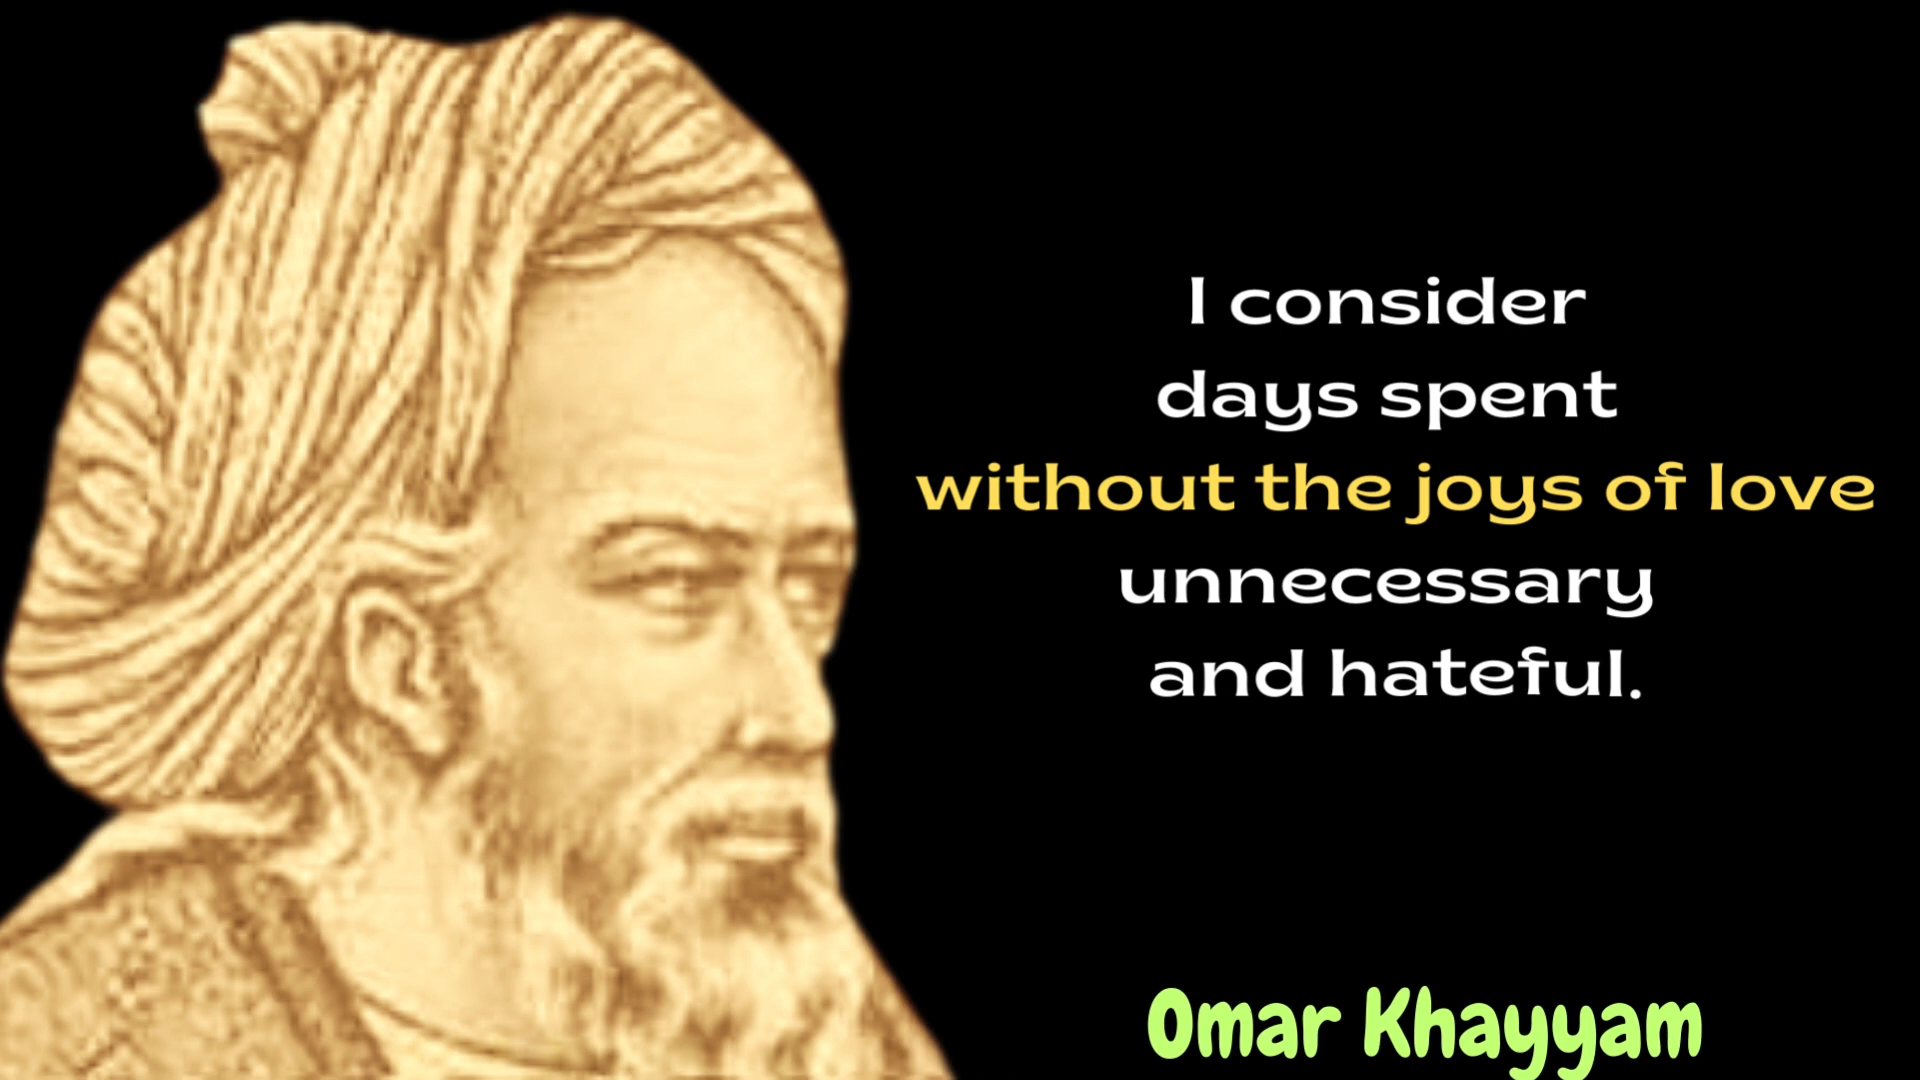 I consider
days spent
without the joys of love
unnecessary
and hateful.
Omar Khayyam